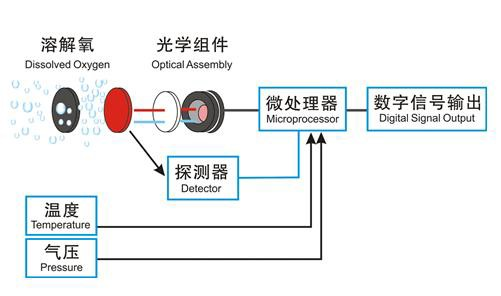 溶解氧
Dissolved Oxygen
光学组件
Optical Assembly
微处理器
Microprocessor
数字信号输出
Digital Signal Output
探测器
Detector
温度
Temperature
气压
Pressure